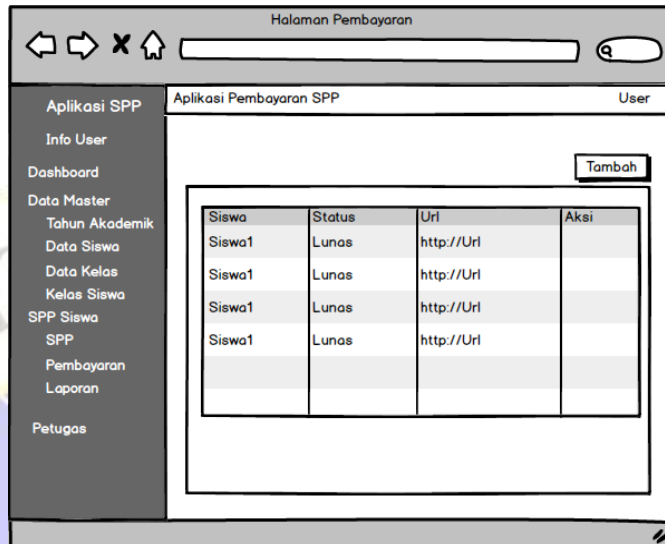 Halaman Pembayaran
Aplikasi SPP
Info User
Dashboard
Data Master
Tahun Akademik
Data Siswa
Data Kelas
Kelas Siswa
SPP Siswa
SPP
Pembayaran
Laporan
Petugas
Aplikasi Pembayaran SPP User
Tambah
Siswa Status Url Aksi
Siswa1 Lunas http://Url
Siswa1 Lunas http://Url
Siswa1 Lunas http://Url
Siswa1 Lunas http://Url